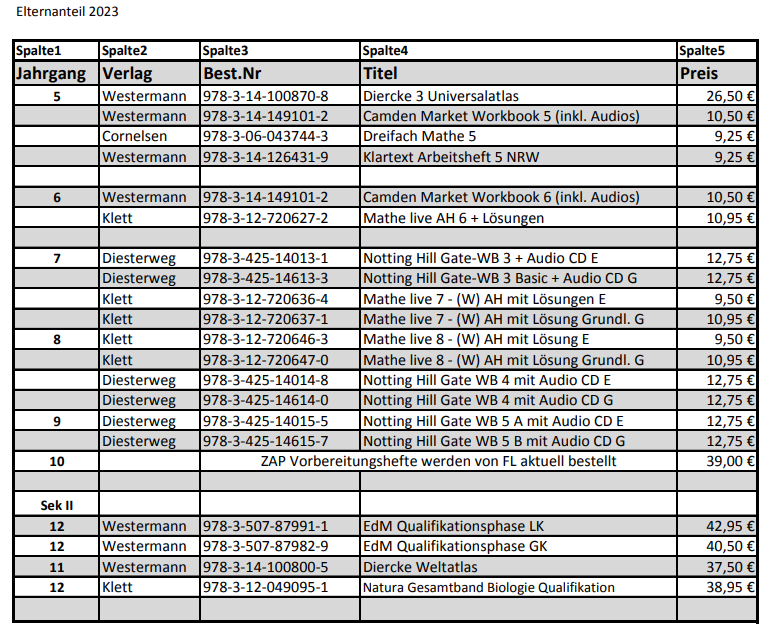 Elternanteil 2023
Spalte1 Spalte2 Spalte3 Spalte4 Spalte5
Jahrgang Verlag Best.Nr Titel Preis
5 Westermann 978-3-14-100870-8 Diercke 3 Universalatlas 26,50 €
Westermann 978-3-14-149101-2 Camden Market Workbook 5 (inkl. Audios) 10,50 €
Cornelsen 978-3-06-043744-3 Dreifach Mathe 5 9,25 €
Westermann 978-3-14-126431-9 Klartext Arbeitsheft 5 NRW 9,25 €
6 Westermann 978-3-14-149101-2 Camden Market Workbook 6 (inkl. Audios) 10,50 €
Klett 978-3-12-720627-2 Mathe live AH 6 + Lösungen 10,95 €
7 Diesterweg 978-3-425-14013-1 Notting Hill Gate-WB 3 + Audio CD E 12,75 €
Diesterweg 978-3-425-14613-3 Notting Hill Gate-WB 3 Basic + Audio CD G 12,75 €
Klett 978-3-12-720636-4 Mathe live 7 - (W) AH mit Lösungen E 9,50 €
Klett 978-3-12-720637-1 Mathe live 7 - (W) AH mit Lösung Grundl. G 10,95 €
8 Klett 978-3-12-720646-3 Mathe live 8 - (W) AH mit Lösung E 9,50 €
Klett 978-3-12-720647-0 Mathe live 8 - (W) AH mit Lösung Grundl. G 10,95 €
Diesterweg 978-3-425-14014-8 Notting Hill Gate WB 4 mit Audio CD E 12,75 €
Diesterweg 978-3-425-14614-0 Notting Hill Gate WB 4 mit Audio CD G 12,75 €
9 Diesterweg 978-3-425-14015-5 Notting Hill Gate WB 5 A mit Audio CD E 12,75 €
Diesterweg 978-3-425-14615-7 Notting Hill Gate WB 5 B mit Audio CD G 12,75 €
10 ZAP Vorbereitungshefte werden von FL aktuell bestellt 39,00 €
Sek II
12 Westermann 978-3-507-87991-1 EdM Qualifikationsphase LK 42,95 €
12 Westermann 978-3-507-87982-9 EdM Qualifikationsphase GK 40,50 €
11 Westermann 978-3-14-100800-5 Diercke Weltatlas 37,50 €
12 Klett 978-3-12-049095-1 Natura Gesamtband Biologie Qualifikation 38,95 €